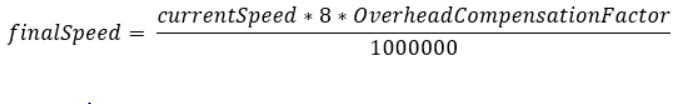 finalSpeed = currentSpeed * 8 * OverheadCompensationFactor / 1000000